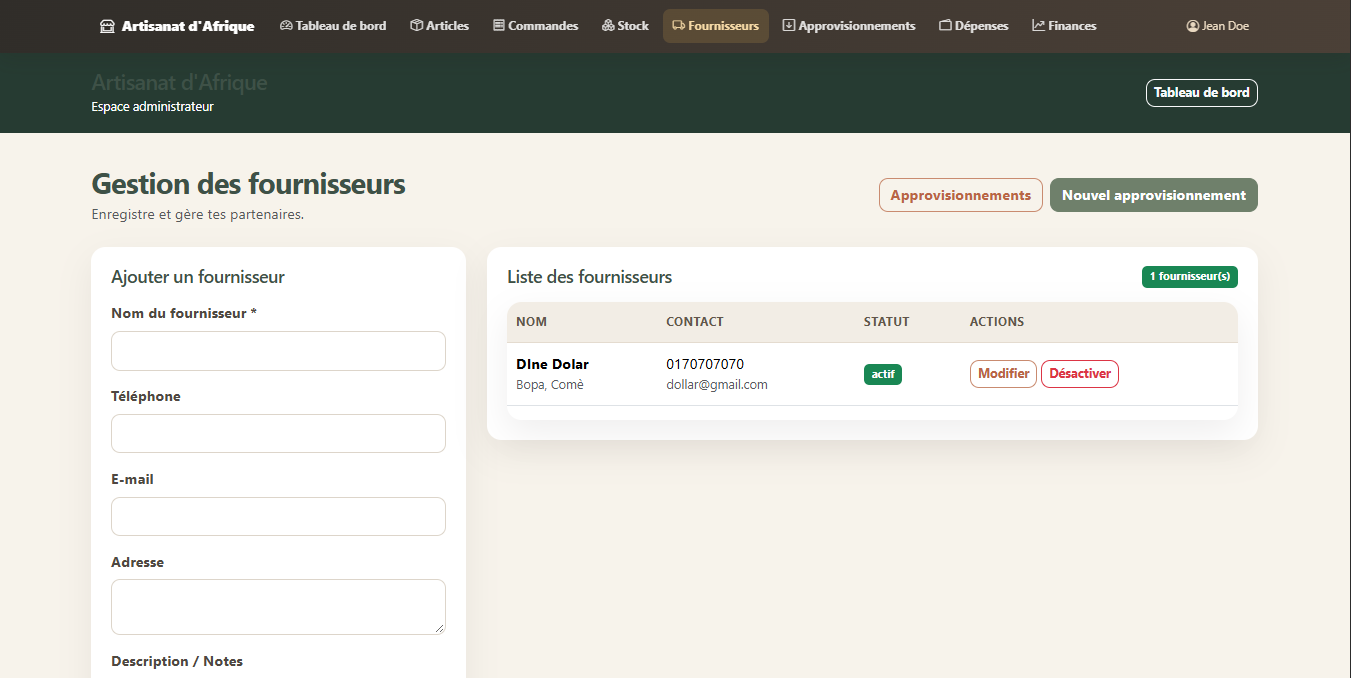 Artisanat d'Afrique Tableau de bord Articles Commandes Stock Fournisseurs Approvisionnements Dépenses Finances Jean Doe
Artisanat d'Afrique
Espace administrateur
Tableau de bord
Gestion des fournisseurs
Enregistre et gère tes partenaires.
Approvisionnements Nouvel approvisionnement
Ajouter un fournisseur
Nom du fournisseur *
Téléphone
E-mail
Adresse
Description / Notes
Liste des fournisseurs 1 fournisseur(s)
NOM CONTACT STATUT ACTIONS
DIne Dolar 0170707070 actif Modifier Désactiver
Bopa, Comè dollar@gmail.com